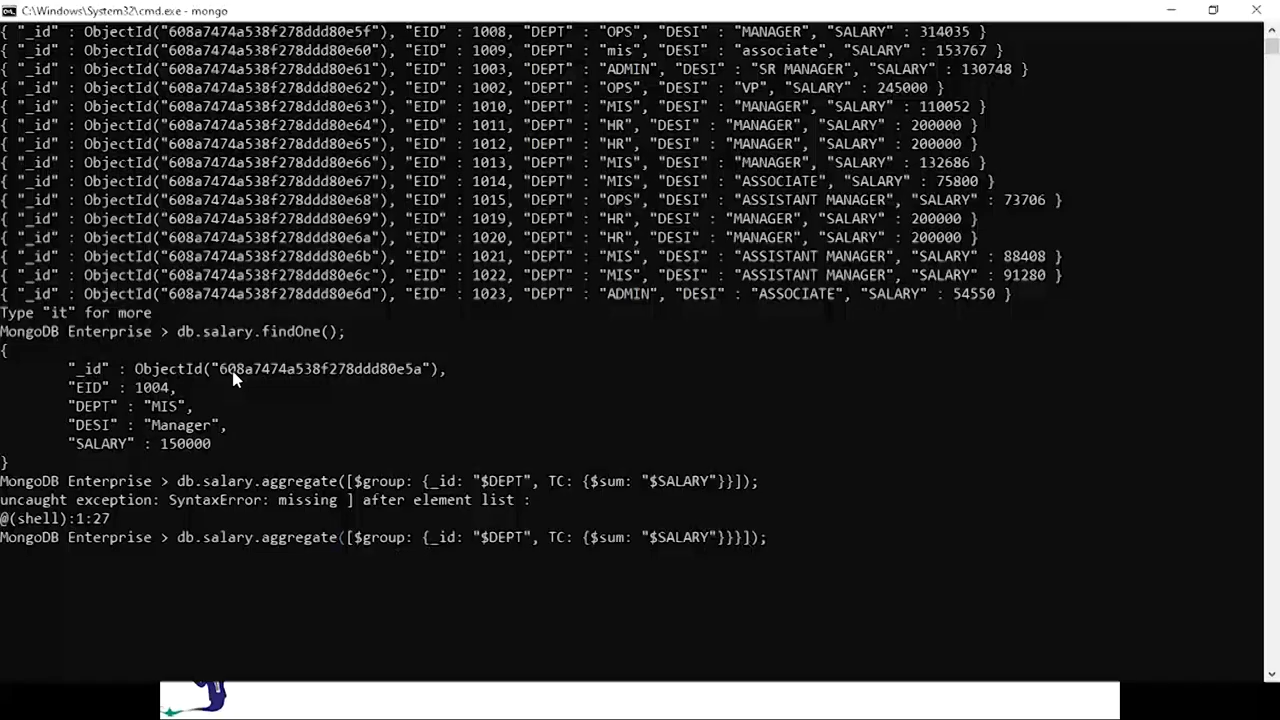 C:\Windows\System32\cmd.exe - mongo
{ "_id" : ObjectId("608a7474a538f278ddd80e5f"), "EID" : 1008, "DEPT" : "OPS", "DESI" : "MANAGER", "SALARY" : 314035 }
{ "_id" : ObjectId("608a7474a538f278ddd80e60"), "EID" : 1009, "DEPT" : "mis", "DESI" : "associate", "SALARY" : 153767 }
{ "_id" : ObjectId("608a7474a538f278ddd80e61"), "EID" : 1003, "DEPT" : "ADMIN", "DESI" : "SR MANAGER", "SALARY" : 130748 }
{ "_id" : ObjectId("608a7474a538f278ddd80e62"), "EID" : 1002, "DEPT" : "OPS", "DESI" : "VP", "SALARY" : 245000 }
{ "_id" : ObjectId("608a7474a538f278ddd80e63"), "EID" : 1010, "DEPT" : "MIS", "DESI" : "MANAGER", "SALARY" : 110052 }
{ "_id" : ObjectId("608a7474a538f278ddd80e64"), "EID" : 1011, "DEPT" : "HR", "DESI" : "MANAGER", "SALARY" : 200000 }
{ "_id" : ObjectId("608a7474a538f278ddd80e65"), "EID" : 1012, "DEPT" : "HR", "DESI" : "MANAGER", "SALARY" : 200000 }
{ "_id" : ObjectId("608a7474a538f278ddd80e66"), "EID" : 1013, "DEPT" : "MIS", "DESI" : "MANAGER", "SALARY" : 132686 }
{ "_id" : ObjectId("608a7474a538f278ddd80e67"), "EID" : 1014, "DEPT" : "MIS", "DESI" : "ASSOCIATE", "SALARY" : 75800 }
{ "_id" : ObjectId("608a7474a538f278ddd80e68"), "EID" : 1015, "DEPT" : "OPS", "DESI" : "ASSISTANT MANAGER", "SALARY" : 73706 }
{ "_id" : ObjectId("608a7474a538f278ddd80e69"), "EID" : 1019, "DEPT" : "HR", "DESI" : "MANAGER", "SALARY" : 200000 }
{ "_id" : ObjectId("608a7474a538f278ddd80e6a"), "EID" : 1020, "DEPT" : "HR", "DESI" : "MANAGER", "SALARY" : 200000 }
{ "_id" : ObjectId("608a7474a538f278ddd80e6b"), "EID" : 1021, "DEPT" : "MIS", "DESI" : "ASSISTANT MANAGER", "SALARY" : 88408 }
{ "_id" : ObjectId("608a7474a538f278ddd80e6c"), "EID" : 1022, "DEPT" : "MIS", "DESI" : "ASSISTANT MANAGER", "SALARY" : 91280 }
{ "_id" : ObjectId("608a7474a538f278ddd80e6d"), "EID" : 1023, "DEPT" : "ADMIN", "DESI" : "ASSOCIATE", "SALARY" : 54550 }
Type "it" for more
MongoDB Enterprise > db.salary.findOne();
{
"_id" : ObjectId("608a7474a538f278ddd80e5a"),
"EID" : 1004,
"DEPT" : "MIS",
"DESI" : "Manager",
"SALARY" : 150000
}
MongoDB Enterprise > db.salary.aggregate([$group: {_id: "$DEPT", TC: {$sum: "$SALARY"}}]);
uncaught exception: SyntaxError: missing ] after element list :
@(shell):1:27
MongoDB Enterprise > db.salary.aggregate([$group: {_id: "$DEPT", TC: {$sum: "$SALARY"}}}]);